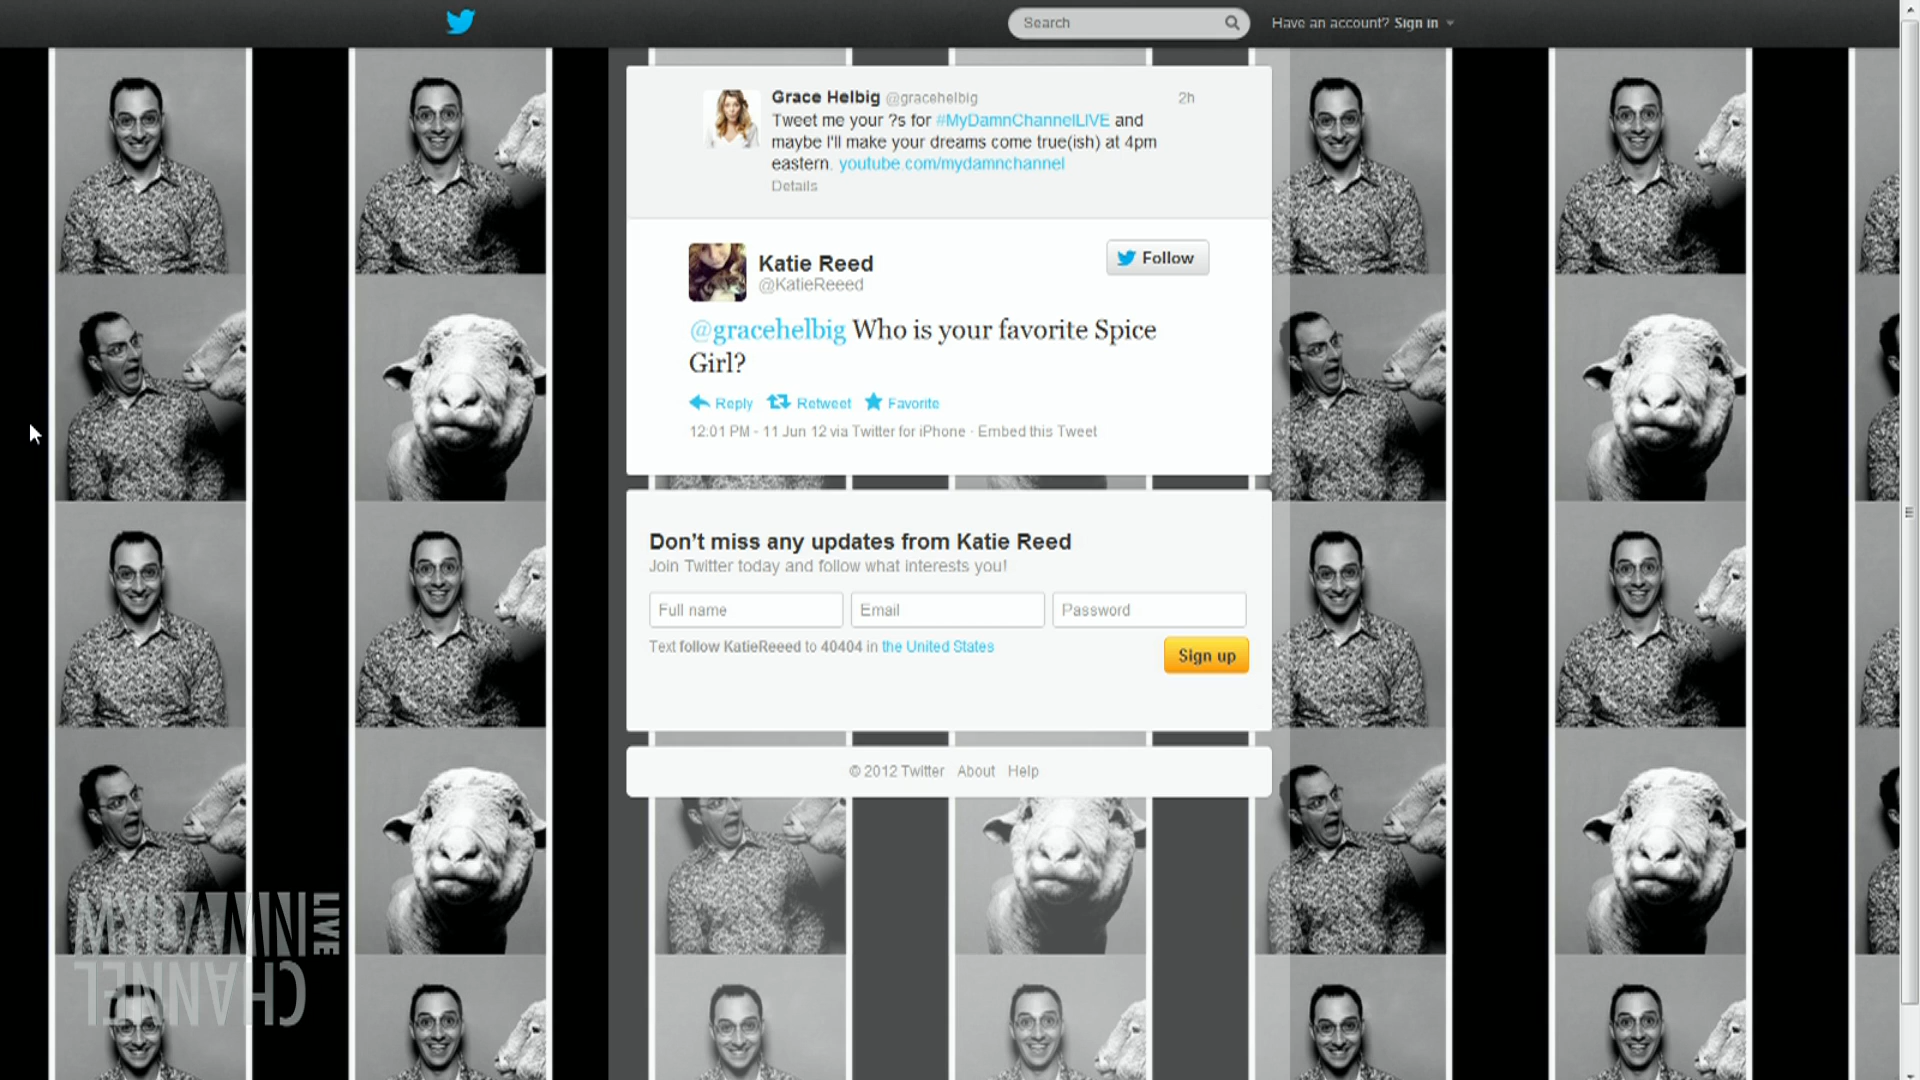 Search
Have an account? Sign in
Grace Helbig @gracehelbig 2h
Tweet me your ?s for #MyDamnChannelLIVE and
maybe I'll make your dreams come true(ish) at 4pm
eastern. youtube.com/mydamnchannel
Details
Katie Reed
@KatieReeed
Follow
@gracehelbig Who is your favorite Spice
Girl?
Reply Retweet Favorite
12:01 PM - 11 Jun 12 via Twitter for iPhone · Embed this Tweet
Don't miss any updates from Katie Reed
Join Twitter today and follow what interests you!
Full name Email Password
Text follow KatieReeed to 40404 in the United States
Sign up
© 2012 Twitter About Help
MYDAMN LIVE
CHANNEL